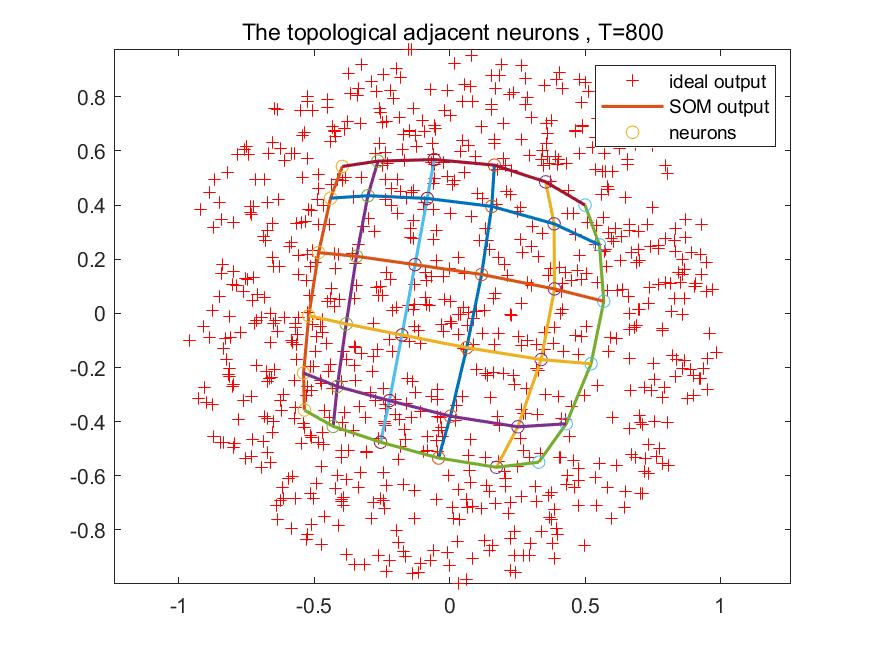 The topological adjacent neurons , T=800
ideal output
SOM output
neurons
0.8
0.6
0.4
0.2
0
-0.2
-0.4
-0.6
-0.8
-1 -0.5 0 0.5 1